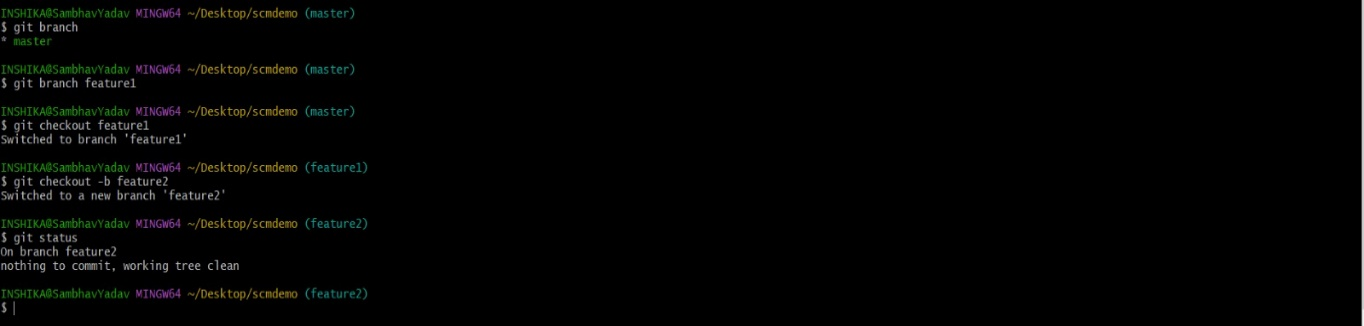 INSHIKA@SambhavYadav MINGW64 ~/Desktop/scmdemo (master)
$ git branch
* master
INSHIKA@SambhavYadav MINGW64 ~/Desktop/scmdemo (master)
$ git branch feature1
INSHIKA@SambhavYadav MINGW64 ~/Desktop/scmdemo (master)
$ git checkout feature1
Switched to branch 'feature1'
INSHIKA@SambhavYadav MINGW64 ~/Desktop/scmdemo (feature1)
$ git checkout -b feature2
Switched to a new branch 'feature2'
INSHIKA@SambhavYadav MINGW64 ~/Desktop/scmdemo (feature2)
$ git status
On branch feature2
nothing to commit, working tree clean
INSHIKA@SambhavYadav MINGW64 ~/Desktop/scmdemo (feature2)
$